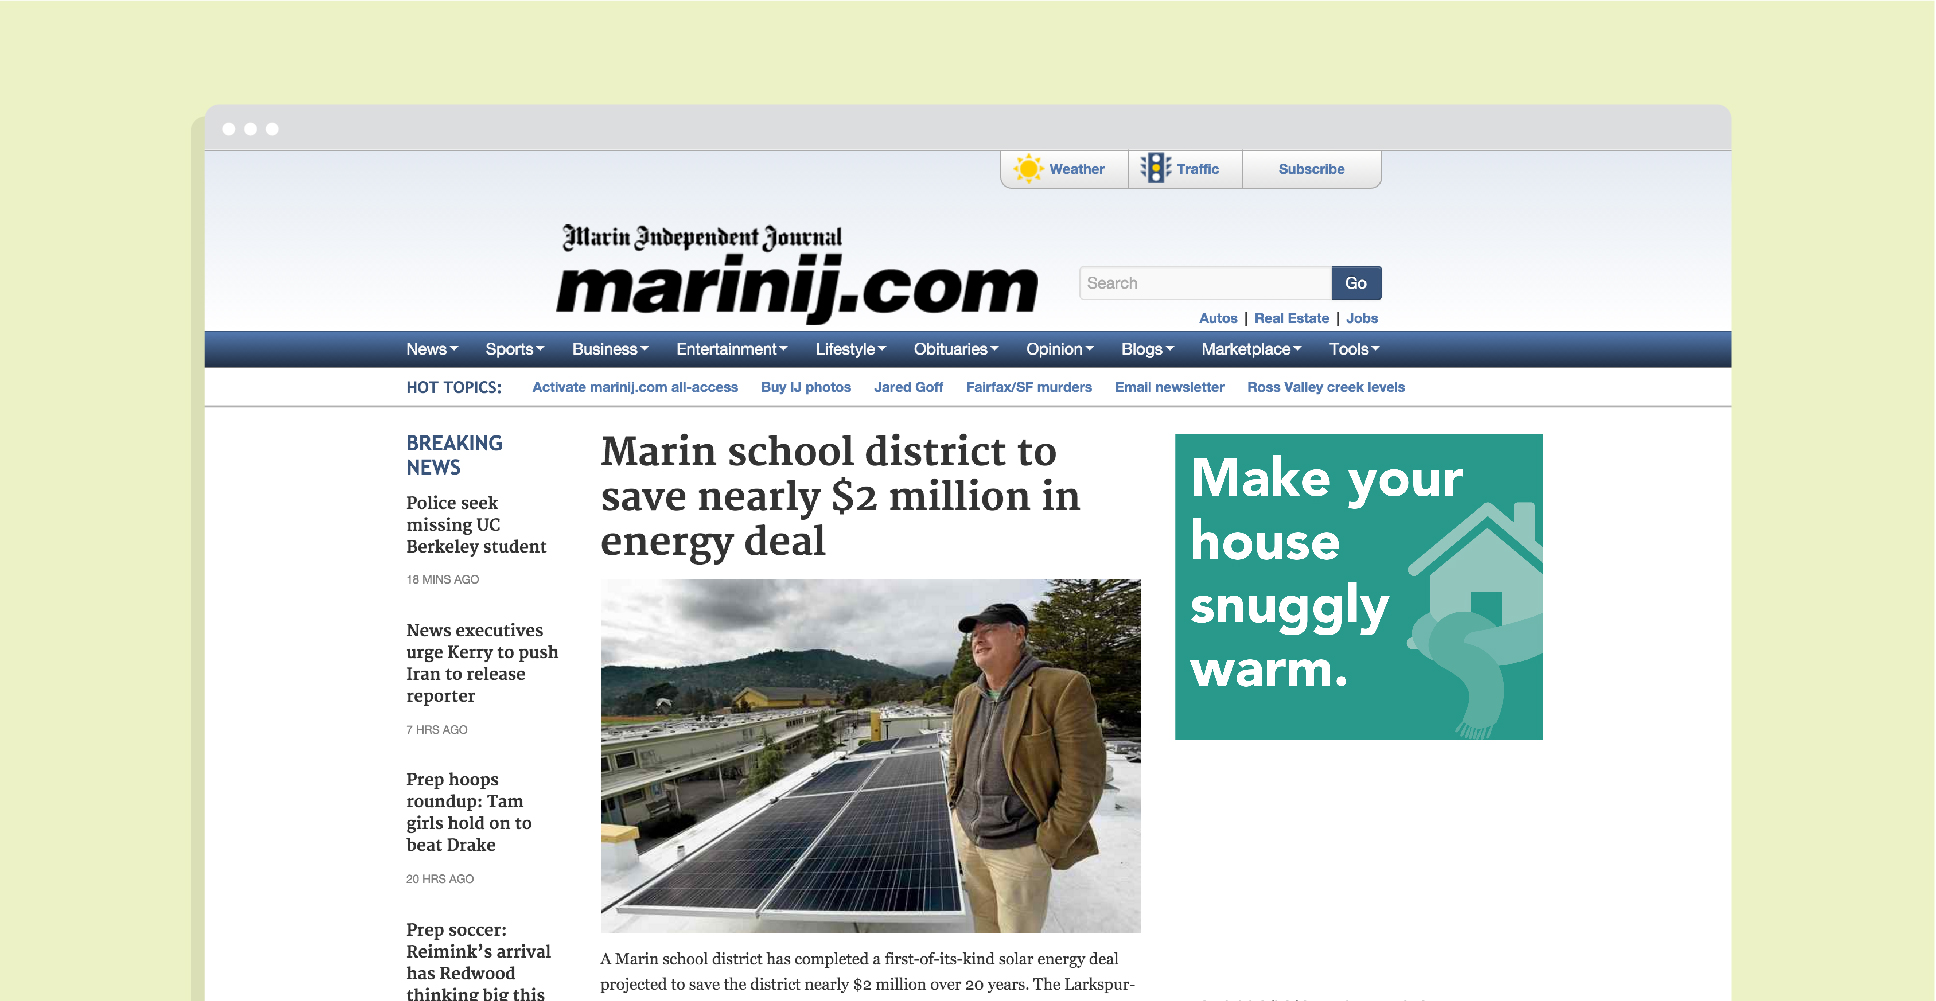 Weather
Traffic
Subscribe
Marin Independent Journal
marinij.com
Search
Go
Autos | Real Estate | Jobs
News
Sports
Business
Entertainment
Lifestyle
Obituaries
Opinion
Blogs
Marketplace
Tools
HOT TOPICS:
Activate marinij.com all-access
Buy IJ photos
Jared Goff
Fairfax/SF murders
Email newsletter
Ross Valley creek levels
BREAKING
NEWS
Police seek
missing UC
Berkeley student
18 MINS AGO
News executives
urge Kerry to push
Iran to release
reporter
7 HRS AGO
Prep hoops
roundup: Tam
girls hold on to
beat Drake
20 HRS AGO
Prep soccer:
Reimink's arrival
has Redwood
thinking big this
Marin school district to
save nearly $2 million in
energy deal
A Marin school district has completed a first-of-its-kind solar energy deal
projected to save the district nearly $2 million over 20 years. The Larkspur-
Make your
house
snuggly
warm.